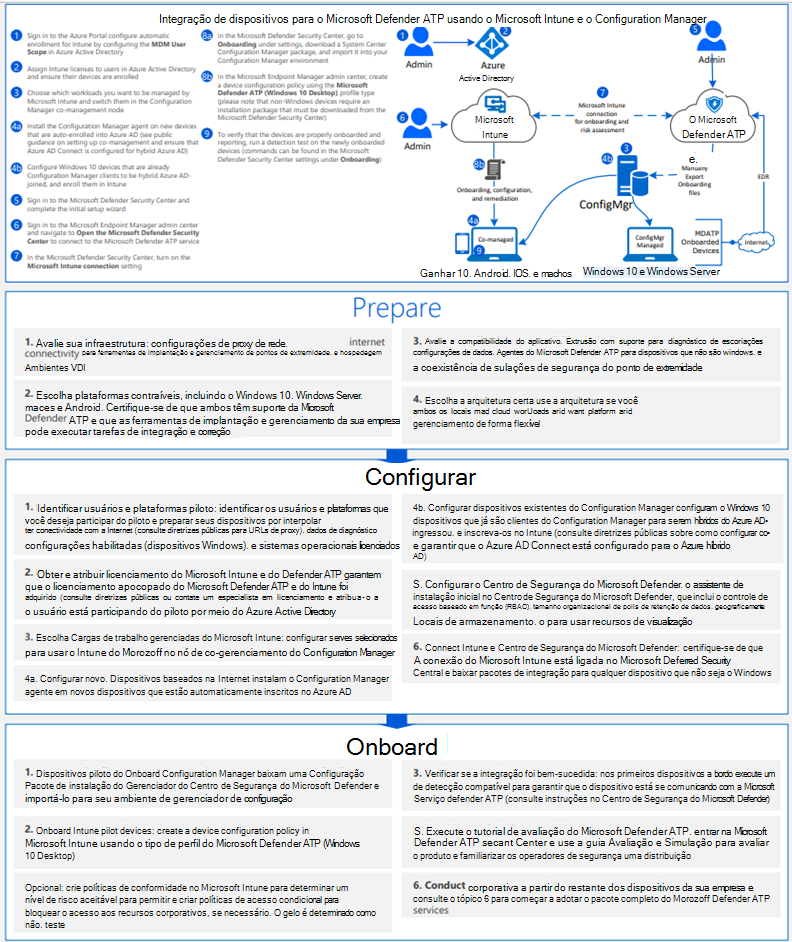 Integração de dispositivos para o Microsoft Defender ATP usando o Microsoft Intune e o Configuration Manager
1 Sign in to the Azure Portal configure automatic
enrollment for Intune by configuring the MDM User
Scope in Azure Active Directory
2 Assign Intune licenses to users in Azure Active Directory
and ensure their devices are enrolled
3 Choose which workloads you want to be managed by
Microsoft Intune and switch them in the Configuration
Manager co-management node
4a Install the Configuration Manager agent on new devices
that are auto-enrolled into Azure AD (see public
guidance on setting up co-management and ensure that
Azure AD Connect is configured for hybrid Azure AD)
4b Configure Windows 10 devices that are already
Configuration Manager clients to be hybrid Azure AD-
joined, and enroll them in Intune
5 Sign in to the Microsoft Defender Security Center and
complete the initial setup wizard
6 Sign in to the Microsoft Endpoint Manager admin center
and navigate to Open the Microsoft Defender Security
Center to connect to the Microsoft Defender ATP service
7 In the Microsoft Defender Security Center, turn on the
Microsoft Intune connection setting
8a In the Microsoft Defender Security Center, go to
Onboarding under settings, download a System Center
Configuration Manager package, and import it into your
Configuration Manager environment
8b In the Microsoft Endpoint Manager admin center, create
a device configuration policy using the Microsoft
Defender ATP (Windows 10 Desktop) profile type
(please note that non-Windows devices require an
installation package that must be downloaded from the
Microsoft Defender Security Center)
9 To verify that the devices are properly onboarded and
reporting, run a detection test on the newly onboarded
devices (commands can be found in the Microsoft
Defender Security Center settings under Onboarding)
1
Admin
2
Azure
Active Directory
5
Admin
6
Admin
Microsoft
Intune
7
Microsoft Intune
connection
for onboarding and
risk assessment
O Microsoft
Defender ATP
e.
8b
Onboarding, configuration,
and remediation
3
4b
ConfigMgr
Manuany
Export
Onboarding
files
EDR
4a
Co-managed
9
ConfigMgr
Managed
MDATP
Onboarded
Devices
Internet
Ganhar 10. Android. IOS. e machos
Windows 10 e Windows Server
Prepare
1. Avalie sua infraestrutura: configurações de proxy de rede. internet
connectivity para ferramentas de implantação e gerenciamento de pontos de extremidade. e hospedagem
Ambientes VDI
2. Escolha plataformas contraíveis, incluindo o Windows 10. Windows Server.
maces e Android. Certifique-se de que ambos têm suporte da Microsoft
Defender ATP e que as ferramentas de implantação e gerenciamento da sua empresa
pode executar tarefas de integração e correção
3. Avalie a compatibilidade do aplicativo. Extrusão com suporte para diagnóstico de escoriações
configurações de dados. Agentes do Microsoft Defender ATP para dispositivos que não são windows. e
a coexistência de sulações de segurança do ponto de extremidade
4. Escolha a arquitetura certa use a arquitetura se você
ambos os locais mad cloud worUoads arid want platform arid
gerenciamento de forma flexível
Configurar
1. Identificar usuários e plataformas piloto: identificar os usuários e plataformas que
você deseja participar do piloto e preparar seus dispositivos por interpolar
ter conectividade com a Internet (consulte diretrizes públicas para URLs de proxy). dados de diagnóstico
configurações habilitadas (dispositivos Windows). e sistemas operacionais licenciados
2. Obter e atribuir licenciamento do Microsoft Intune e do Defender ATP garantem
que o licenciamento apocopado do Microsoft Defender ATP e do Intune foi
adquirido (consulte diretrizes públicas ou contate um especialista em licenciamento e atribua- o a
o usuário está participando do piloto por meio do Azure Active Directory
3. Escolha Cargas de trabalho gerenciadas do Microsoft Intune: configurar serves selecionados
para usar o Intune do Morozoff no nó de co-gerenciamento do Configuration Manager
4a. Configurar novo. Dispositivos baseados na Internet instalam o Configuration Manager
agente em novos dispositivos que estão automaticamente inscritos no Azure AD
4b. Configurar dispositivos existentes do Configuration Manager configuram o Windows 10
dispositivos que já são clientes do Configuration Manager para serem híbridos do Azure AD-
ingressou. e inscreva-os no Intune (consulte diretrizes públicas sobre como configurar co-
e garantir que o Azure AD Connect está configurado para o Azure híbrido
AD)
S. Configurar o Centro de Segurança do Microsoft Defender. o assistente de
instalação inicial no Centro de Segurança do Microsoft Defender, que inclui o controle de
acesso baseado em função (RBAC). tamanho organizacional de polis de retenção de dados. geograficamente
Locais de armazenamento. o para usar recursos de visualização
6. Connect Intune e Centro de Segurança do Microsoft Defender: certifique-se de que
A conexão do Microsoft Intune está ligada no Microsoft Deferred Security
Central e baixar pacotes de integração para qualquer dispositivo que não seja o Windows
Onboard
1. Dispositivos piloto do Onboard Configuration Manager baixam uma Configuração
Pacote de instalação do Gerenciador do Centro de Segurança do Microsoft Defender e
importá-lo para seu ambiente de gerenciador de configuração
2. Onboard Intune pilot devices: create a device configuration policy in
Microsoft Intune usando o tipo de perfil do Microsoft Defender ATP (Windows
10 Desktop)
Opcional: crie políticas de conformidade no Microsoft Intune para determinar um
nível de risco aceitável para permitir e criar políticas de acesso condicional para
bloquear o acesso aos recursos corporativos, se necessário. O gelo é determinado como
não. teste
3. Verificar se a integração foi bem-sucedida: nos primeiros dispositivos a bordo execute um
de detecção compatível para garantir que o dispositivo está se comunicando com a Microsoft
Serviço defender ATP (consulte instruções no Centro de Segurança do Microsoft Defender)
S. Execute o tutorial de avaliação do Microsoft Defender ATP. entrar na Microsoft
Defender ATP secant Center e use a guia Avaliação e Simulação para avaliar
o produto e familiarizar os operadores de segurança uma distribuição
6. Conduct corporativa a partir do restante dos dispositivos da sua empresa e
consulte o tópico 6 para começar a adotar o pacote completo do Morozoff Defender ATP
services